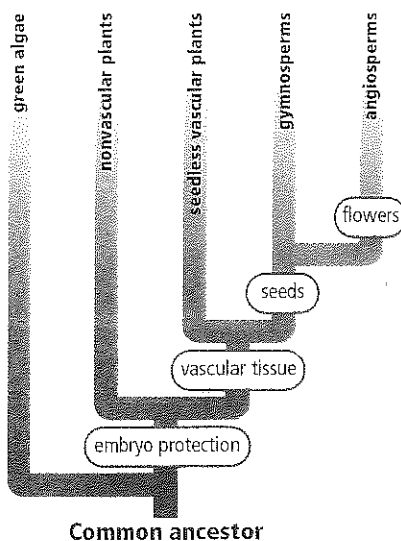 green algae
nonvascular plants
seedless vascular plants
gymnosperms
angiosperms
flowers
seeds
vascular tissue
embryo protection
Common ancestor